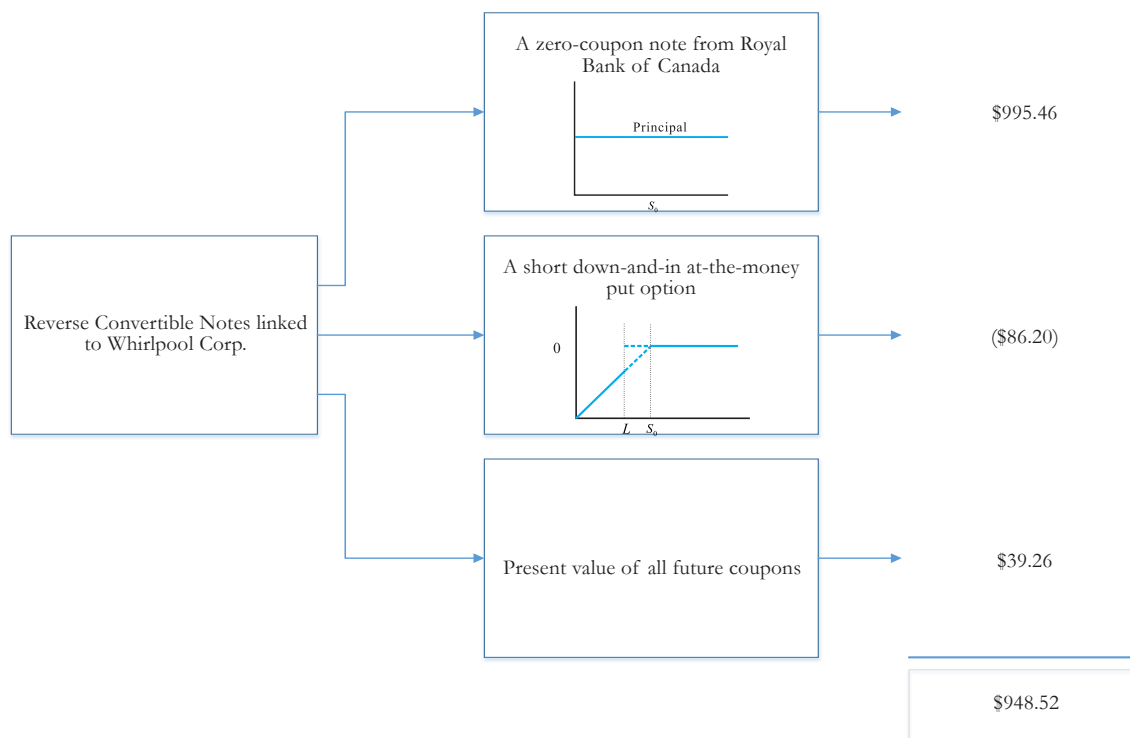 A zero-coupon note from Royal
Bank of Canada
Principal
S₀
$995.46
Reverse Convertible Notes linked
to Whirlpool Corp.
A short down-and-in at-the-money
put option
0
L S₀
($86.20)
Present value of all future coupons
$39.26
$948.52